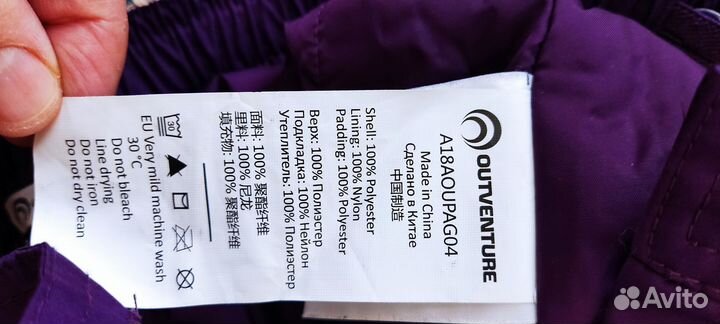 OUTVENTURE
A18AOUPAG04
Made in China
Сделано в Китае
中国制造
Shell: 100% Polyester
Lining: 100% Nylon
Padding: 100% Polyester
Верх: 100% Полиэстер
Подкладка: 100% Нейлон
Утеплитель: 100% Полиэстер
面料: 100% 聚酯纤维
里料: 100% 尼龙
填充物: 100% 聚酯纤维
30
EU Very mild machine wash
30 °C
Do not bleach
Line drying
Do not iron
Do not dry clean
Avito